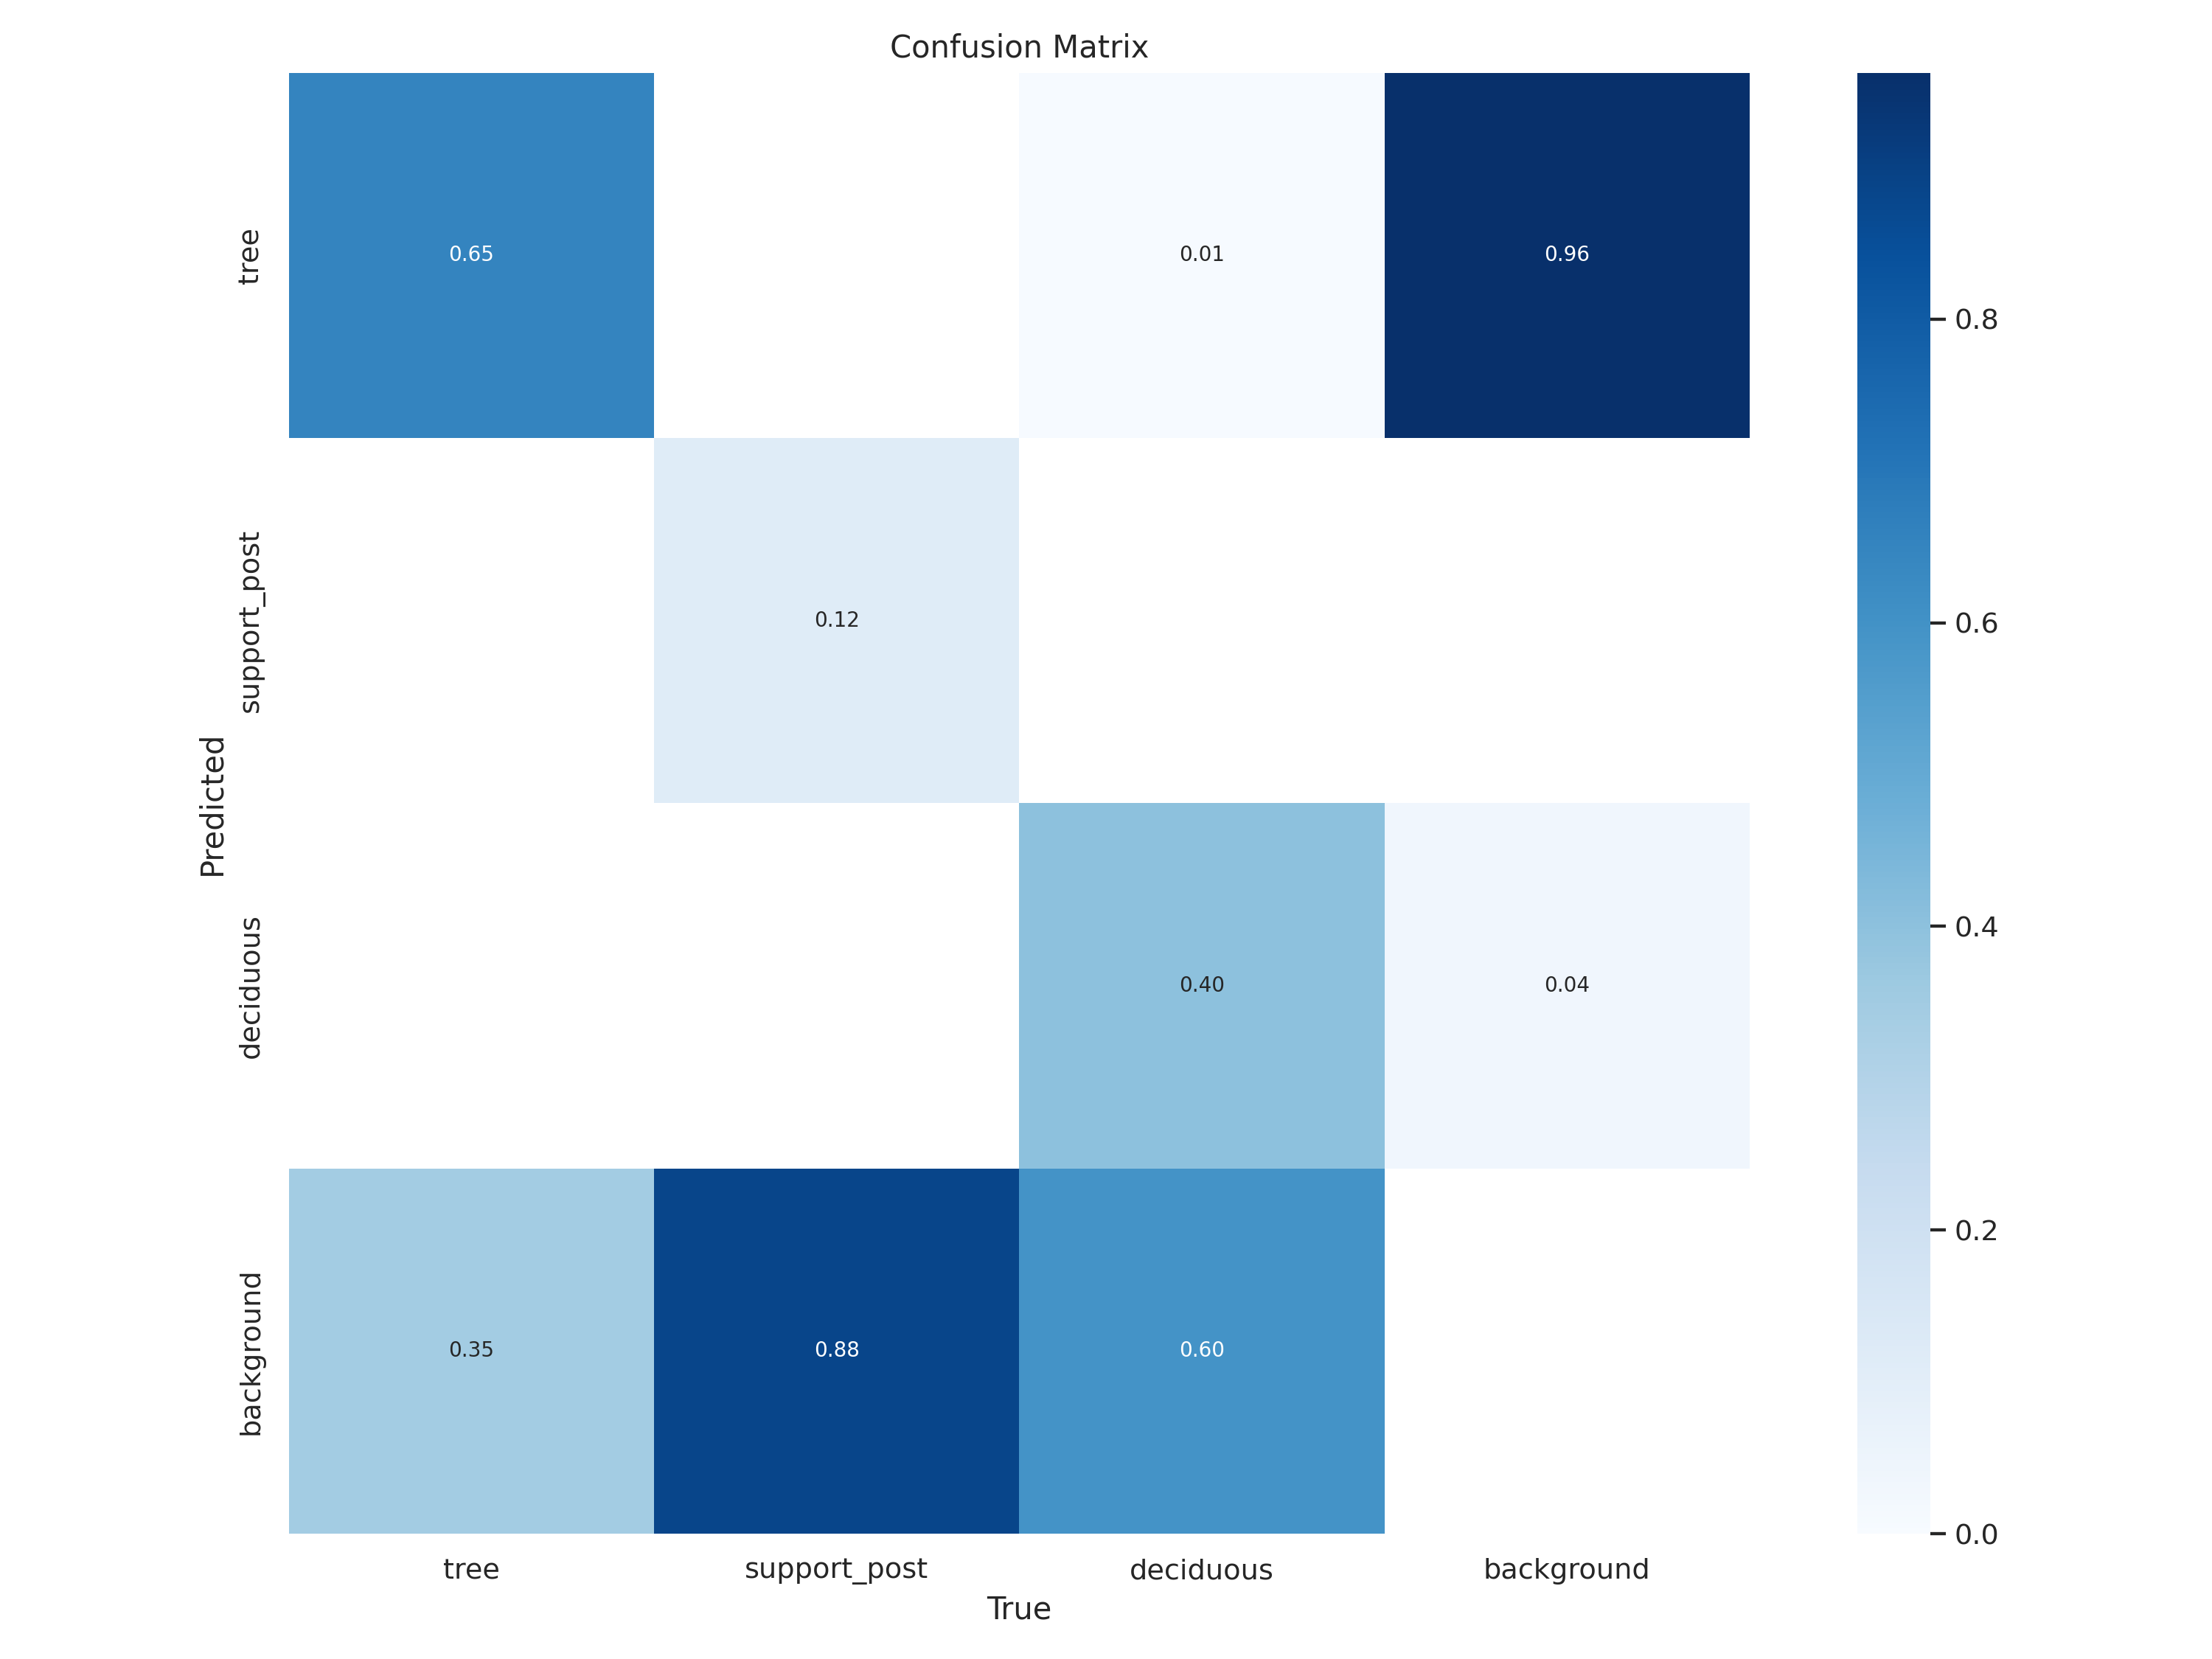 Confusion Matrix
tree
0.65
0.01
0.96
0.8
support_post
0.12
0.6
Predicted
deciduous
0.40
0.04
0.4
background
0.35
0.88
0.60
0.2
0.0
tree
support_post
deciduous
background
True